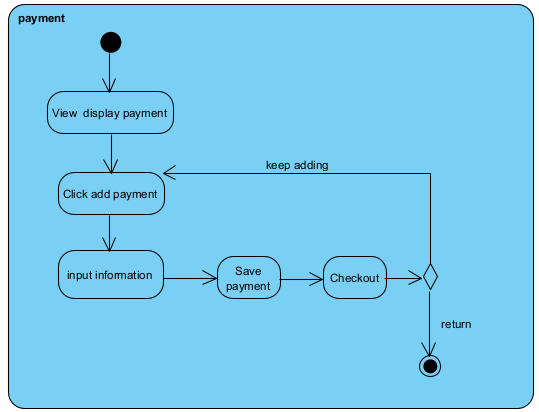 payment
View  display payment
keep adding
Click add payment
input information
Save
payment
Checkout
return